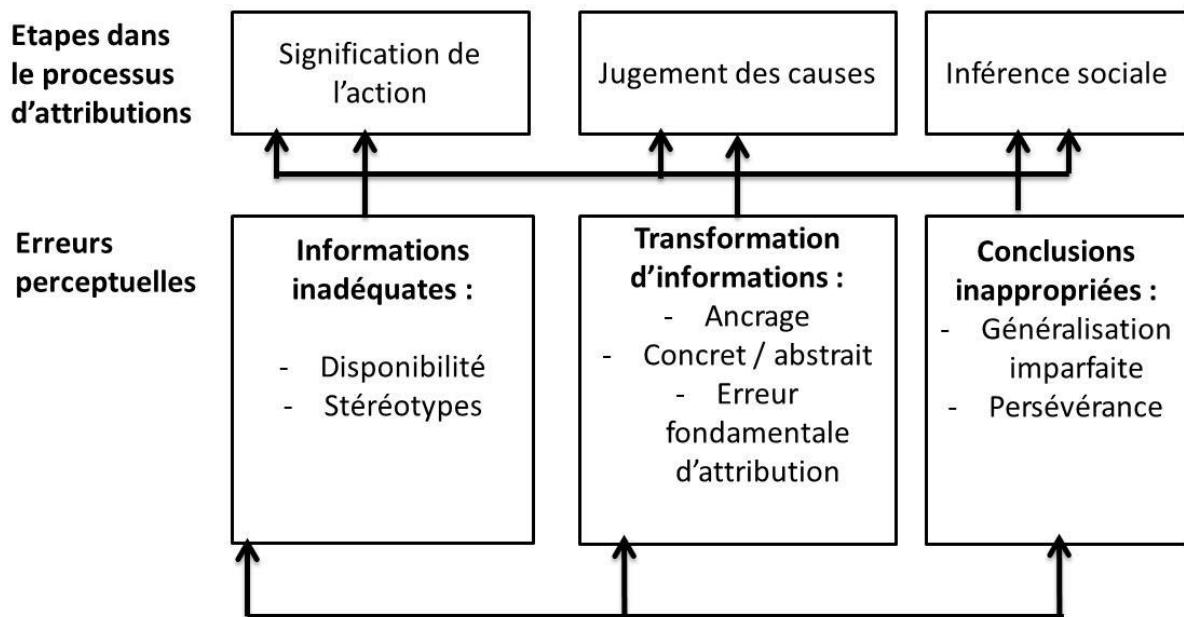 Etapes dans
le processus
d'attributions
Signification de
l'action
Jugement des causes
Inférence sociale
Erreurs
perceptuelles
Informations
inadéquates :
- Disponibilité
- Stéréotypes
Transformation
d'informations :
- Ancrage
- Concret / abstrait
- Erreur
fondamentale
d'attribution
Conclusions
inappropriées :
- Généralisation
imparfaite
- Persévérance